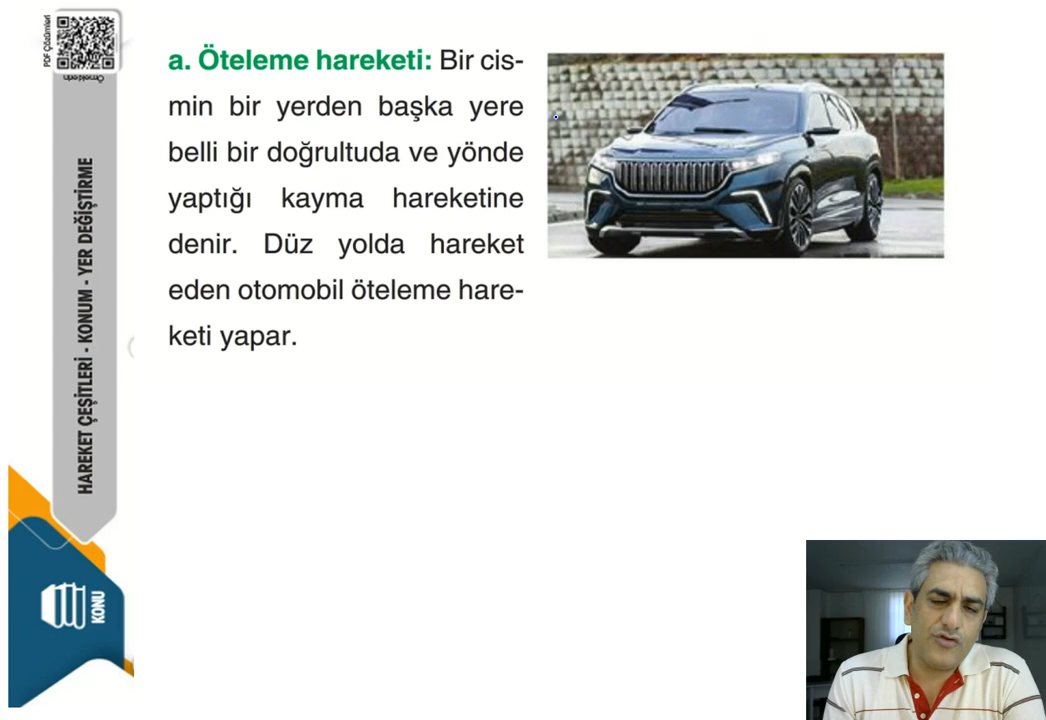 PDF Çözümleri
a. Öteleme hareketi: Bir cis-
min bir yerden başka yere
belli bir doğrultuda ve yönde
yaptığı kayma hareketine
denir. Düz yolda hareket
eden otomobil öteleme hare-
keti yapar.
HAREKET ÇEŞİTLERİ - KONUM - YER DEĞİŞTİRME
KONU